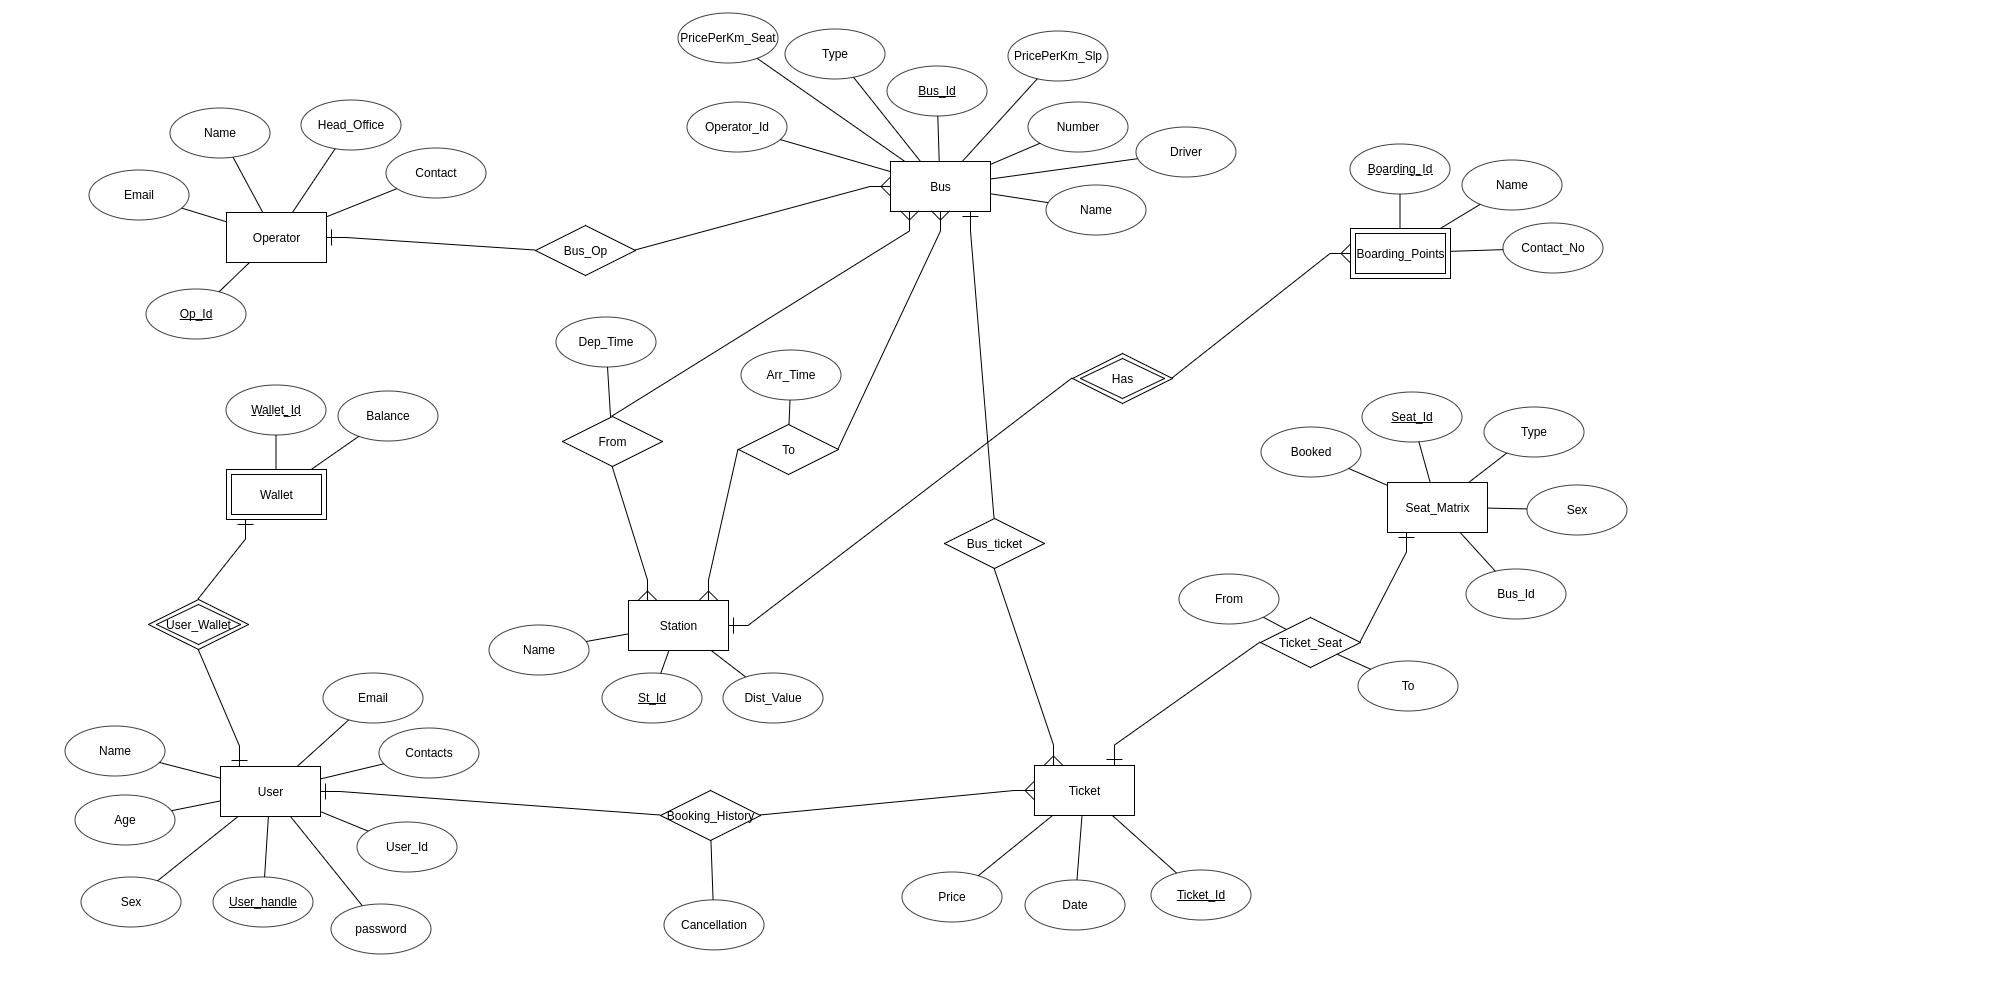 PricePerKm_Seat
Type
PricePerKm_Slp
Bus_Id
Name
Head_Office
Operator_Id
Number
Driver
Contact
Boarding_Id
Name
Email
Bus
Name
Operator
Bus_Op
Boarding_Points
Contact_No
Op_Id
Dep_Time
Arr_Time
Has
Wallet_Id
Balance
Seat_Id
Type
From
To
Booked
Wallet
Seat_Matrix
Sex
Bus_ticket
Bus_Id
From
User_Wallet
Station
Ticket_Seat
Name
St_Id
Dist_Value
To
Email
Name
Contacts
User
Ticket
Age
Booking_History
User_Id
Sex
User_handle
password
Cancellation
Price
Date
Ticket_Id